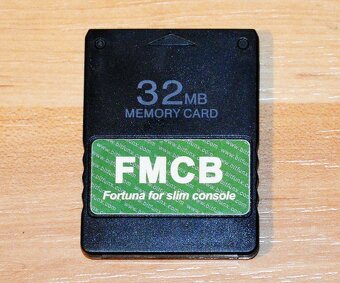 32MB
MEMORY CARD
FMCB
Fortuna for slim console